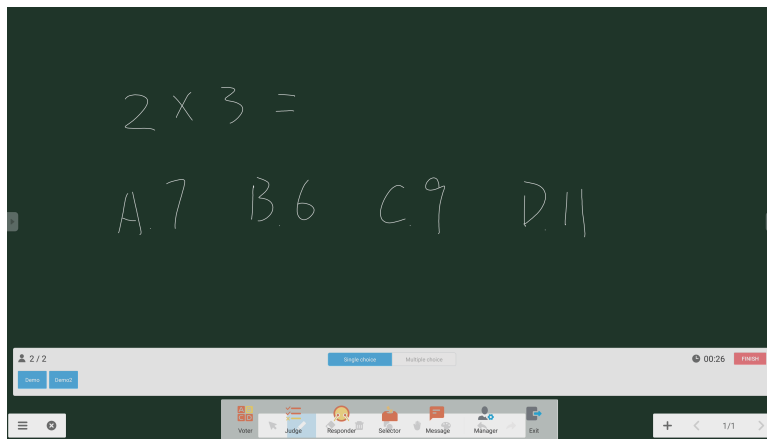 2 × 3 =
A.7 B.6 C.9 D.11
2 / 2
Single choice Multiple choice
00:26 FINISH
Demo Demo2
A B C D
Voter Judge Responder Selector Message Manager Exit
1/1